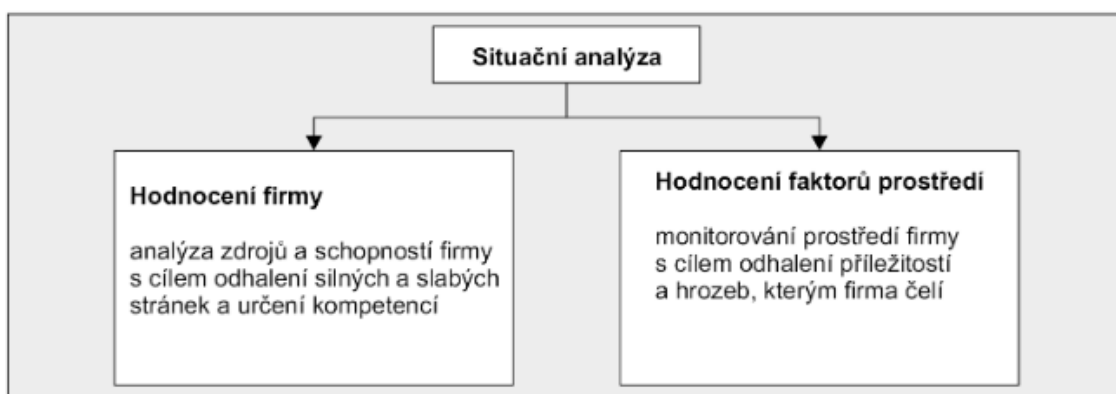 Situační analýza
Hodnocení firmy
analýza zdrojů a schopností firmy
s cílem odhalení silných a slabých
stránek a určení kompetencí
Hodnocení faktorů prostředí
monitorování prostředí firmy
s cílem odhalení příležitostí
a hrozeb, kterým firma čelí